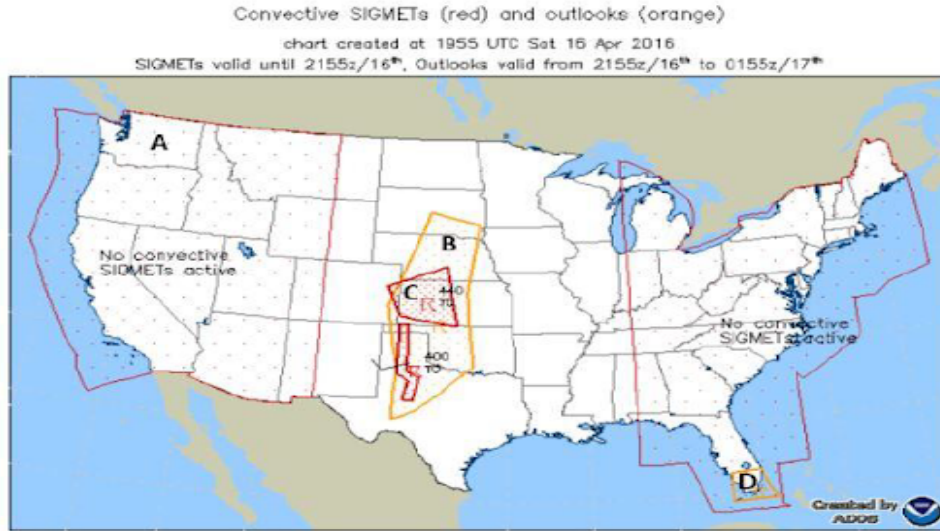 Convective SIGMETs (red) and outlooks (orange)
chart created at 1955 UTC Sat 16 Apr 2016
SIGMETs valid until 2155z/16th, Outlooks valid from 2155z/16th to 0155z/17th
A
B
No convective
SIGMETs active
C
440
R
No convective
SIGMETs active
400
TO
D
Created by
ADDS